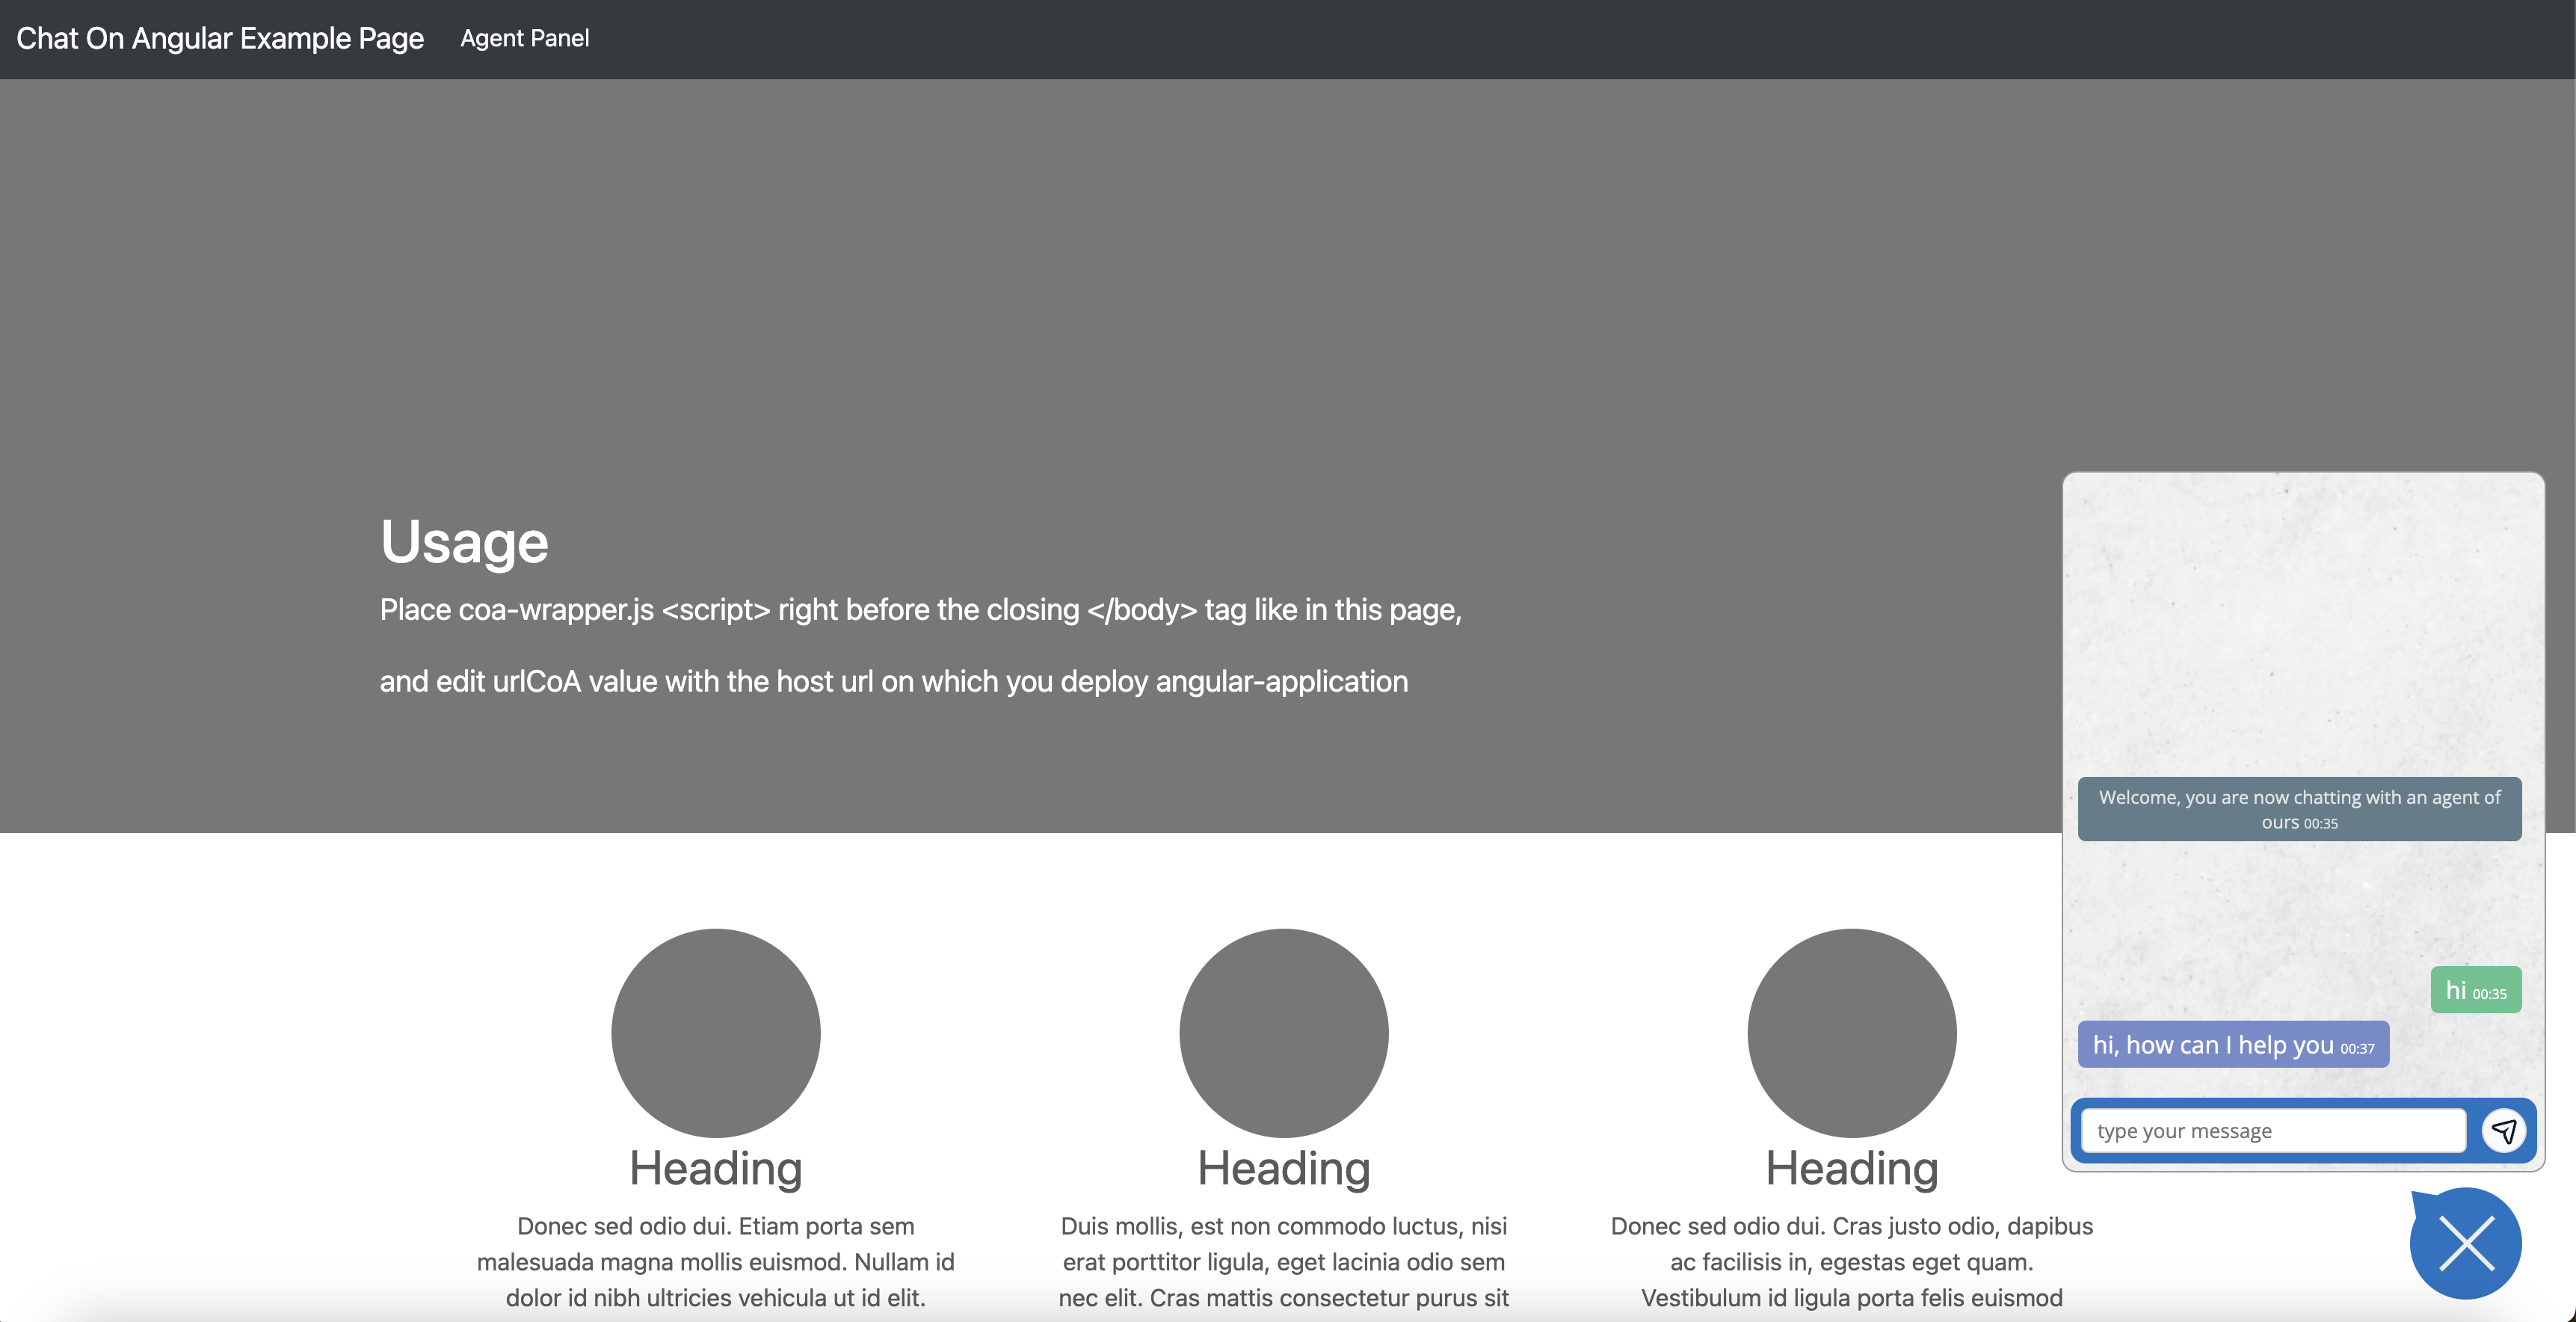 Chat On Angular Example Page
Agent Panel
Usage
Place coa-wrapper.js <script> right before the closing </body> tag like in this page,
and edit urlCoA value with the host url on which you deploy angular-application
Heading
Donec sed odio dui. Etiam porta sem
malesuada magna mollis euismod. Nullam id
dolor id nibh ultricies vehicula ut id elit.
Heading
Duis mollis, est non commodo luctus, nisi
erat porttitor ligula, eget lacinia odio sem
nec elit. Cras mattis consectetur purus sit
Heading
Donec sed odio dui. Cras justo odio, dapibus
ac facilisis in, egestas eget quam.
Vestibulum id ligula porta felis euismod
Welcome, you are now chatting with an agent of
ours 00:35
hi 00:35
hi, how can I help you 00:37
type your message